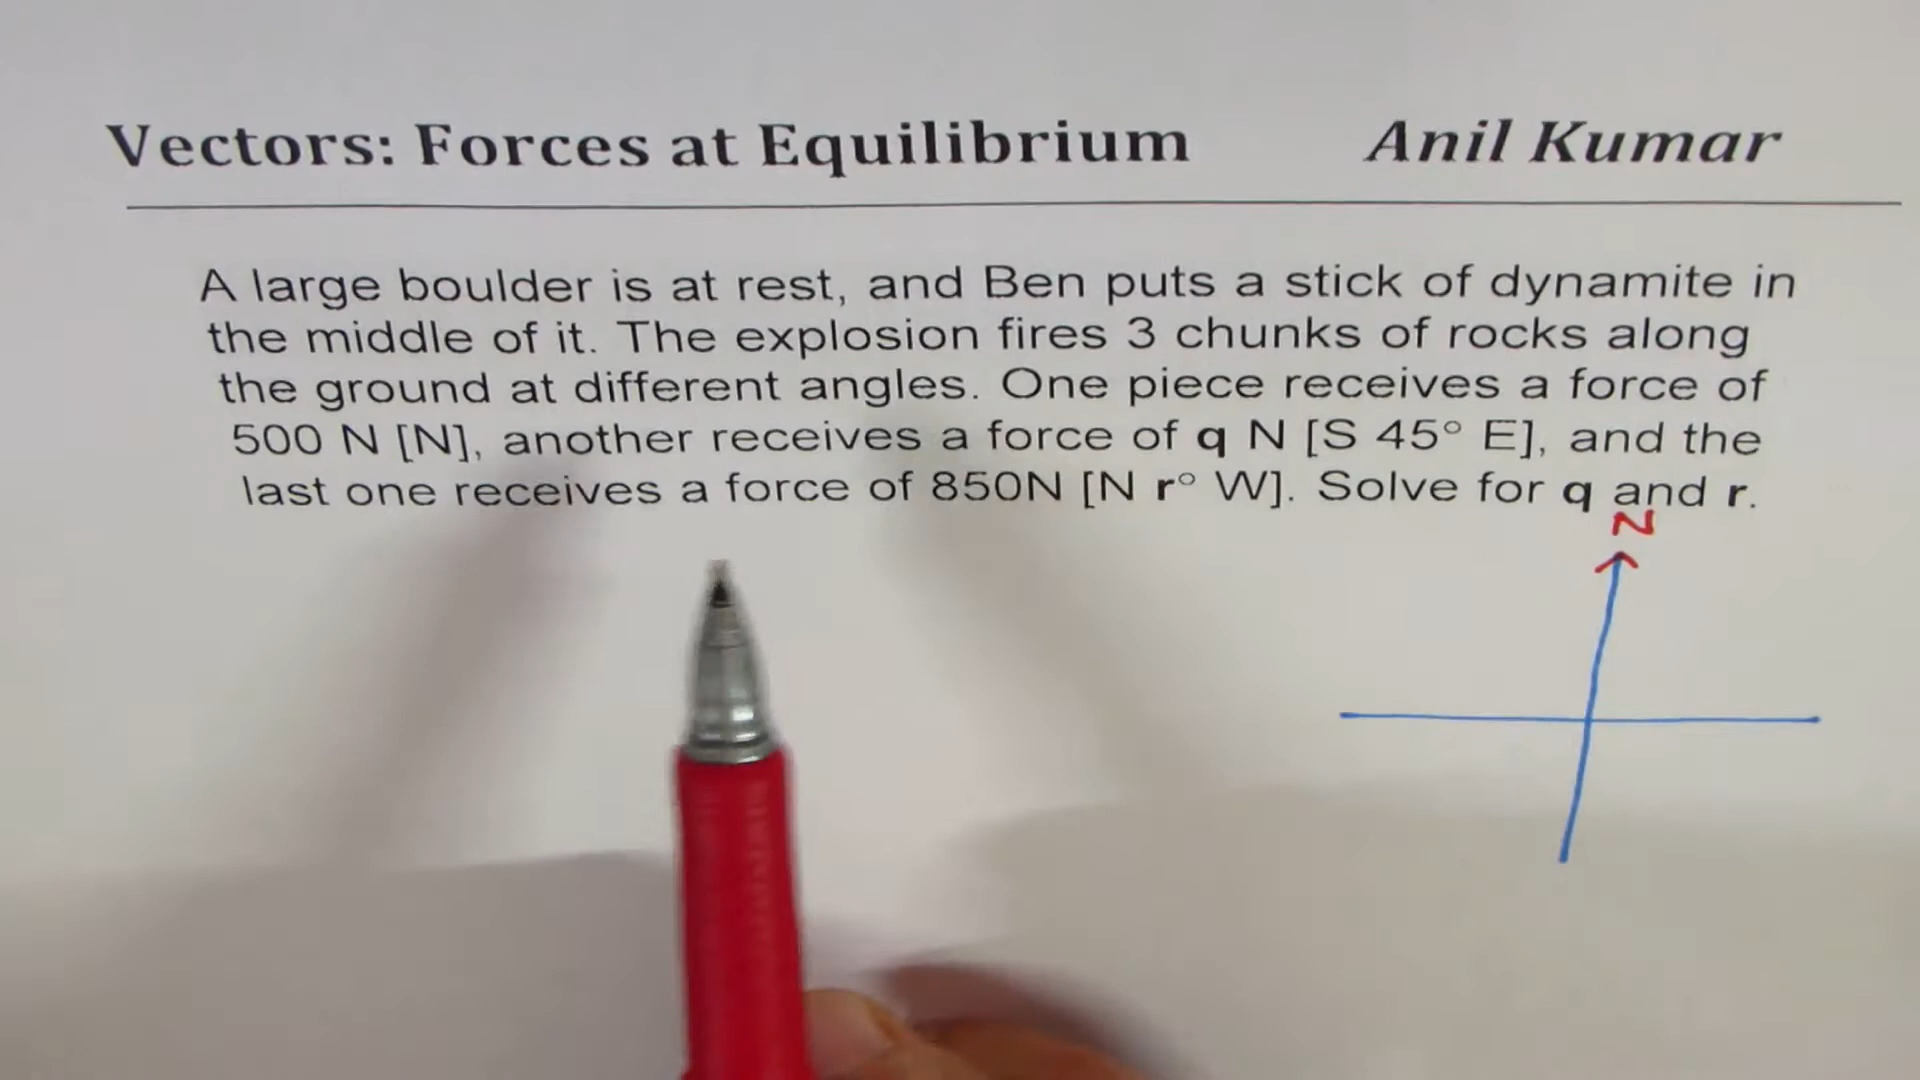 Vectors: Forces at Equilibrium Anil Kumar
A large boulder is at rest, and Ben puts a stick of dynamite in
the middle of it. The explosion fires 3 chunks of rocks along
the ground at different angles. One piece receives a force of
500 N [N], another receives a force of q N [S 45° E], and the
last one receives a force of 850N [N r° W]. Solve for q and r.
N